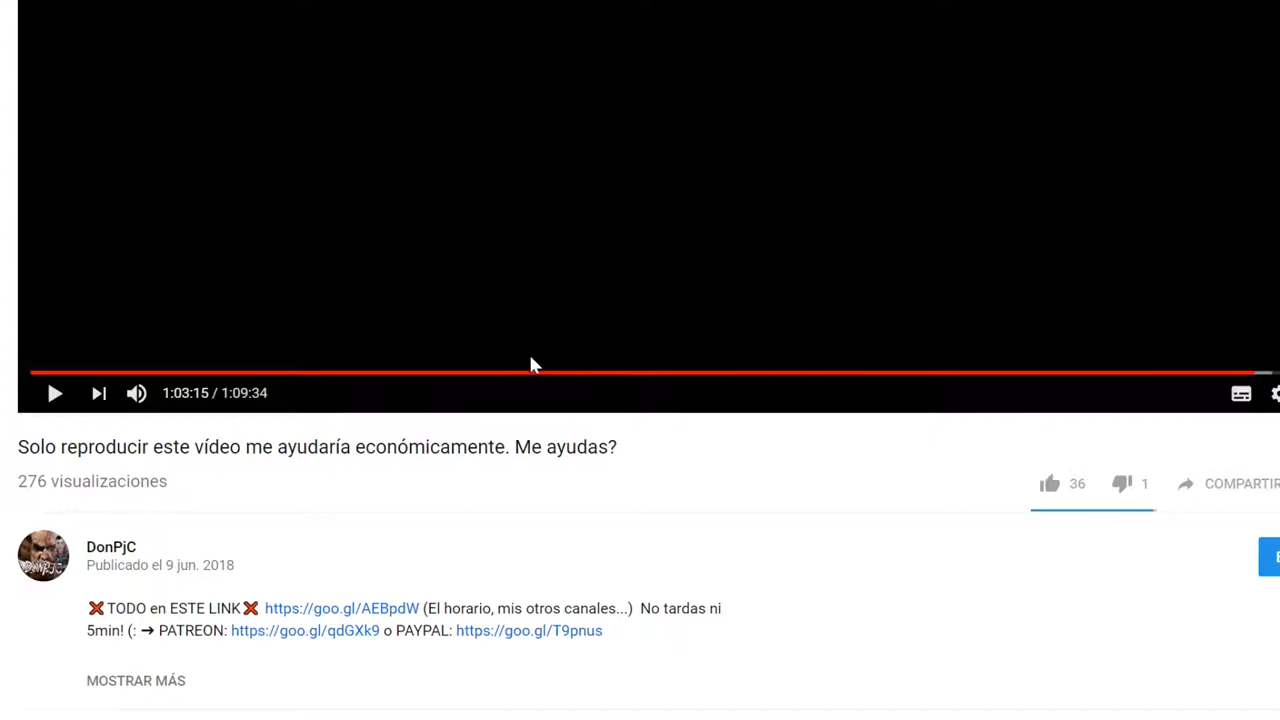 1:03:15 / 1:09:34
Solo reproducir este vídeo me ayudaría económicamente. Me ayudas?
276 visualizaciones
36 1 COMPARTIR
DonPjC
Publicado el 9 jun. 2018
❌TODO en ESTE LINK❌ https://goo.gl/AEBpdW (El horario, mis otros canales...) No tardas ni
5min! (: → PATREON: https://goo.gl/qdGXk9 o PAYPAL: https://goo.gl/T9pnus
MOSTRAR MÁS